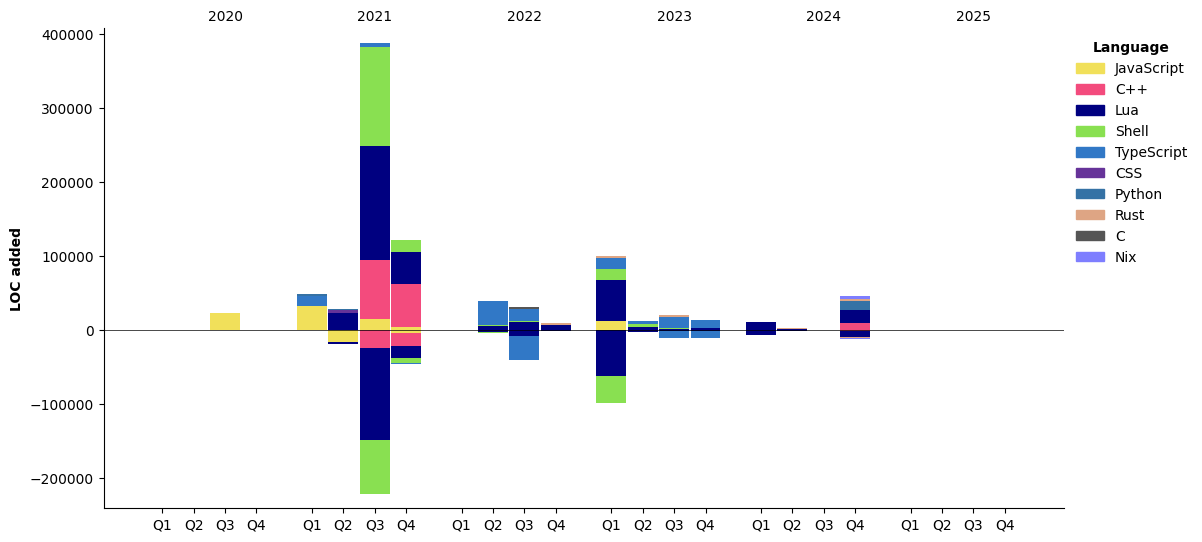 2020 2021 2022 2023 2024 2025
400000
300000
200000
100000
0
−100000
−200000
LOC added
Q1 Q2 Q3 Q4 Q1 Q2 Q3 Q4 Q1 Q2 Q3 Q4 Q1 Q2 Q3 Q4 Q1 Q2 Q3 Q4 Q1 Q2 Q3 Q4
Language
JavaScript
C++
Lua
Shell
TypeScript
CSS
Python
Rust
C
Nix